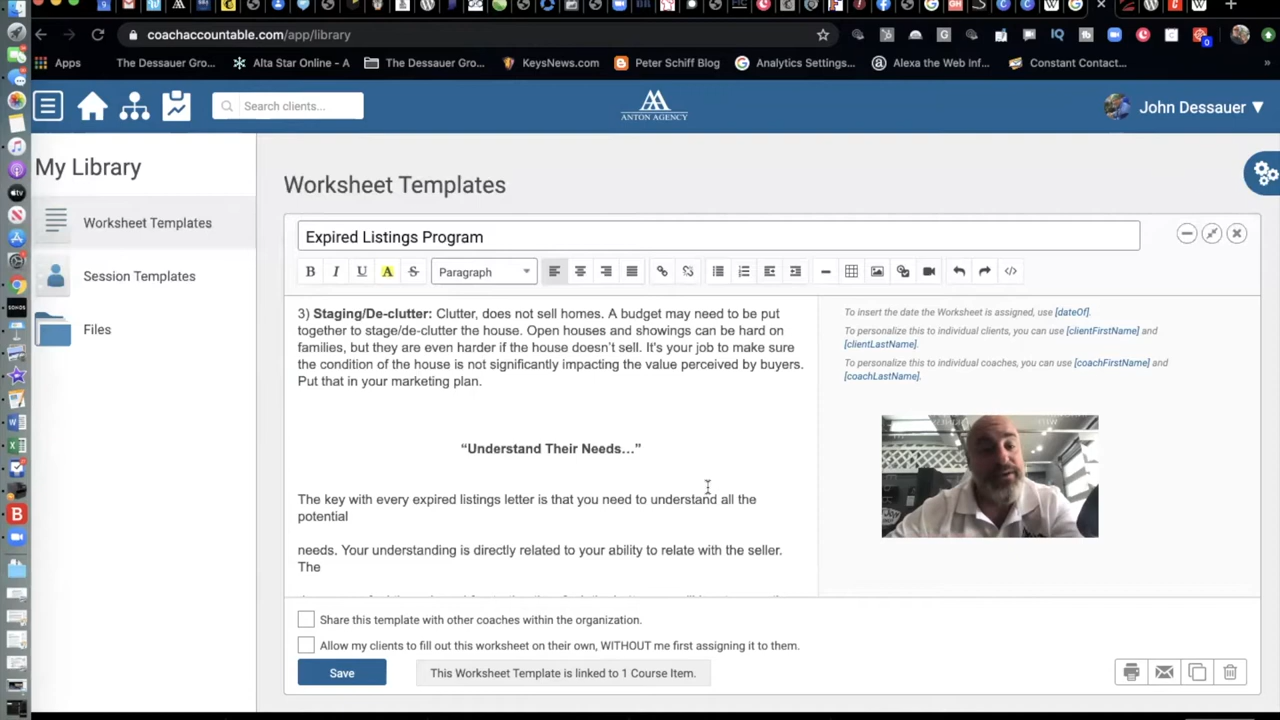 coachaccountable.com/app/library
Apps
The Dessauer Gro...
Alta Star Online - A
The Dessauer Gro...
KeysNews.com
Peter Schiff Blog
Analytics Settings...
Alexa the Web Inf...
Constant Contact...
»
Search clients...
ANTON AGENCY
John Dessauer ▼
My Library
Worksheet Templates
Session Templates
Files
Worksheet Templates
Expired Listings Program
B I U A S Paragraph
3) Staging/De-clutter: Clutter, does not sell homes. A budget may need to be put
together to stage/de-clutter the house. Open houses and showings can be hard on
families, but they are even harder if the house doesn't sell. It's your job to make sure
the condition of the house is not significantly impacting the value perceived by buyers.
Put that in your marketing plan.
“Understand Their Needs…”
The key with every expired listings letter is that you need to understand all the
potential
needs. Your understanding is directly related to your ability to relate with the seller.
The
To insert the date the Worksheet is assigned, use [dateOf].
To personalize this to individual clients, you can use [clientFirstName] and
[clientLastName].
To personalize this to individual coaches, you can use [coachFirstName] and
[coachLastName].
Share this template with other coaches within the organization.
Allow my clients to fill out this worksheet on their own, WITHOUT me first assigning it to them.
Save
This Worksheet Template is linked to 1 Course Item.